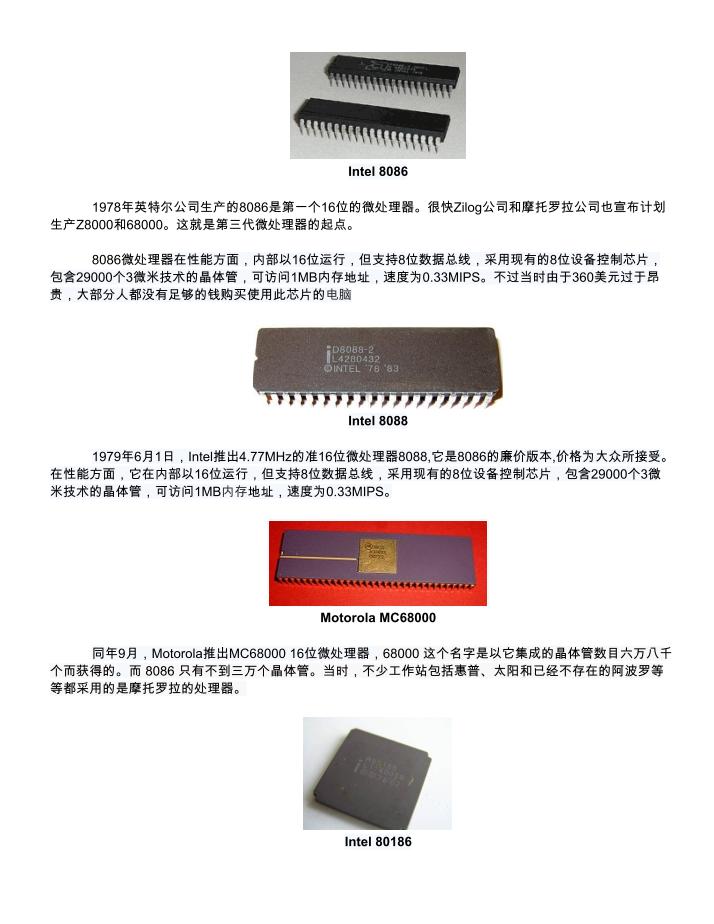 Intel 8086
1978年英特尔公司生产的8086是第一个16位的微处理器。很快Zilog公司和摩托罗拉公司也宣布计划
生产Z8000和68000。这就是第三代微处理器的起点。
8086微处理器在性能方面，内部以16位运行，但支持8位数据总线，采用现有的8位设备控制芯片，
包含29000个3微米技术的晶体管，可访问1MB内存地址，速度为0.33MIPS。不过当时由于360美元过于昂
贵，大部分人都没有足够的钱购买使用此芯片的电脑
D8088-2
L4280432
©INTEL '78 '83
Intel 8088
1979年6月1日，Intel推出4.77MHz的准16位微处理器8088,它是8086的廉价版本,价格为大众所接受。
在性能方面，它在内部以16位运行，但支持8位数据总线，采用现有的8位设备控制芯片，包含29000个3微
米技术的晶体管，可访问1MB内存地址，速度为0.33MIPS。
Motorola MC68000
同年9月，Motorola推出MC68000 16位微处理器，68000 这个名字是以它集成的晶体管数目六万八千
个而获得的。而 8086 只有不到三万个晶体管。当时，不少工作站包括惠普、太阳和已经不存在的阿波罗等
等都采用的是摩托罗拉的处理器。
Intel 80186